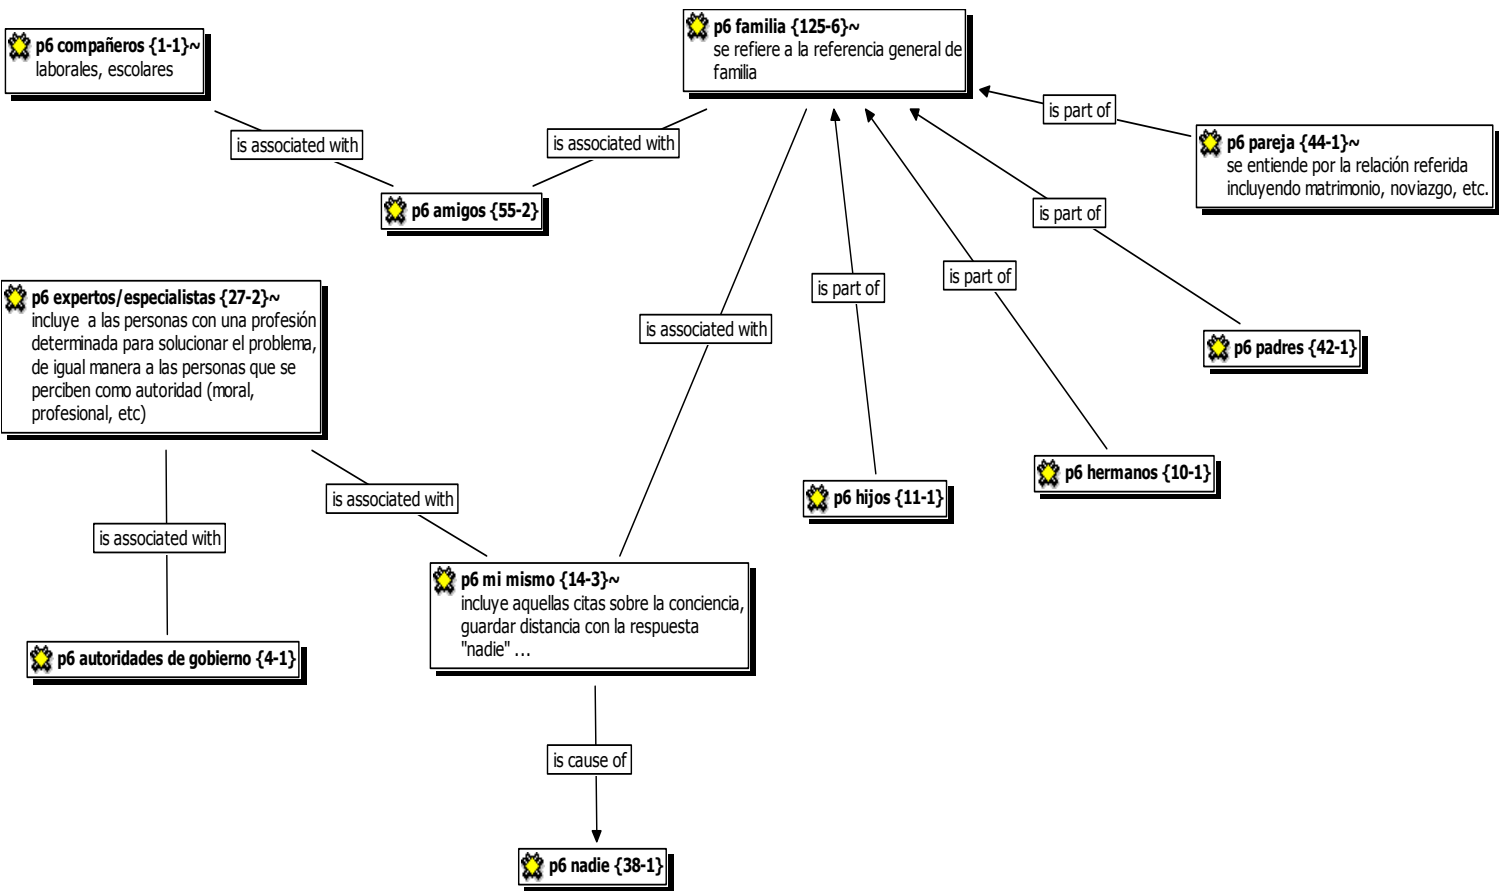 p6 familia {125-6}~
se refiere a la referencia general de
familia
p6 compañeros {1-1}~
laborales, escolares
is part of
is associated with
is associated with
p6 pareja {44-1}~
se entiende por la relación referida
incluyendo matrimonio, noviazgo, etc.
p6 amigos {55-2}
is part of
is part of
is part of
p6 expertos/especialistas {27-2}~
incluye  a las personas con una profesión
determinada para solucionar el problema,
de igual manera a las personas que se
perciben como autoridad (moral,
profesional, etc)
is associated with
p6 padres {42-1}
p6 hermanos {10-1}
p6 hijos {11-1}
is associated with
is associated with
p6 mi mismo {14-3}~
incluye aquellas citas sobre la conciencia,
guardar distancia con la respuesta
"nadie" ...
p6 autoridades de gobierno {4-1}
is cause of
p6 nadie {38-1}